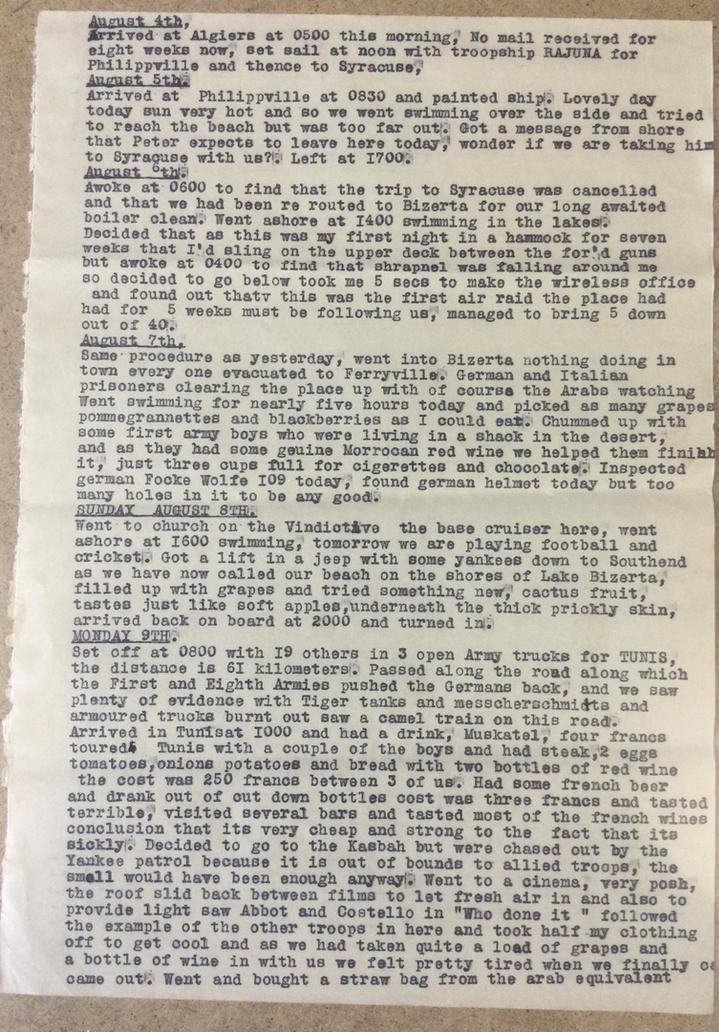 August 4th,
Arrived at Algiers at 0500 this morning, No mail received for
eight weeks now, set sail at noon with troopship RAJUNA for
Philippville and thence to Syracuse,
August 5th.
Arrived at  Philippville at 0830 and painted ship. Lovely day
today sun very hot and so we went swimming over the side and tried
to reach the beach but was too far out. Got a message from shore
that Peter expects to leave here today, wonder if we are taking him
to Syracuse with us?. Left at I700.
August 6th.
Awoke at 0600 to find that the trip to Syracuse was cancelled
and that we had been re routed to Bizerta for our long awaited
boiler clean. Went ashore at I400 swimming in the lakes.
Decided that as this was my first night in a hammock for seven
weeks that I'd sling on the upper deck between the for'd guns
but awoke at 0400 to find that shrapnel was falling around me
so decided to go below took me 5 secs to make the wireless office
and found out thatv this was the first air raid the place had
had for  5 weeks must be following us, managed to bring 5 down
out of 40.
August 7th,
Same procedure as yesterday, went into Bizerta nothing doing in
town every one evacuated to Ferryville. German and Italian
prisoners clearing the place up with of course the Arabs watching
Went swimming for nearly five hours today and picked as many grapes
pommegrannettes and blackberries as I could eat. Chummed up with
some first army boys who were living in a shack in the desert,
and as they had some geuine Morrocan red wine we helped them finish
it, just three cups full for cigerettes and chocolate. Inspected
german Focke Wolfe I09 today, found german helmet today but too
many holes in it to be any good.
SUNDAY  AUGUST 8TH.
Went to church on the Vindictive  the base cruiser here, went
ashore at I600 swimming, tomorrow we are playing football and
cricket. Got a lift in a jeep with some yankees down to Southend
as we have now called our beach on the shores of Lake Bizerta,
filled up with grapes and tried something new, cactus fruit,
tastes just like soft apples,underneath the thick prickly skin,
arrived back on board at 2000 and turned in.
MONDAY 9TH.
Set off at 0800 with I9 others in 3 open Army trucks for TUNIS,
the distance is 6I kilometers. Passed along the road along which
the First and Eighth Armies pushed the Germans back, and we saw
plenty of evidence with Tiger tanks and messcherschmidts and
armoured trucks burnt out saw a camel train on this road.
Arrived in Tunisat I000 and had a drink, Muskatel, four francs
toured  Tunis with a couple of the boys and had steak,2 eggs
tomatoes,onions potatoes and bread with two bottles of red wine
the cost was 250 francs between 3 of us. Had some french beer
and drank out of cut down bottles cost was three francs and tasted
terrible, visited several bars and tasted most of the french wines
conclusion that its very cheap and strong to the  fact that its
sickly. Decided to go to the Kasbah but were chased out by the
Yankee patrol because it is out of bounds to allied troops, the
smell would have been enough anyway. Went to a cinema, very posh,
the roof slid back between films to let fresh air in and also to
provide light saw Abbot and Costello in "Who done it " followed
the example of the other troops in here and took half my clothing
off to get cool and as we had taken quite a load of grapes and
a bottle of wine in with us we felt pretty tired when we finally
came out. Went and bought a straw bag from the arab equivalent